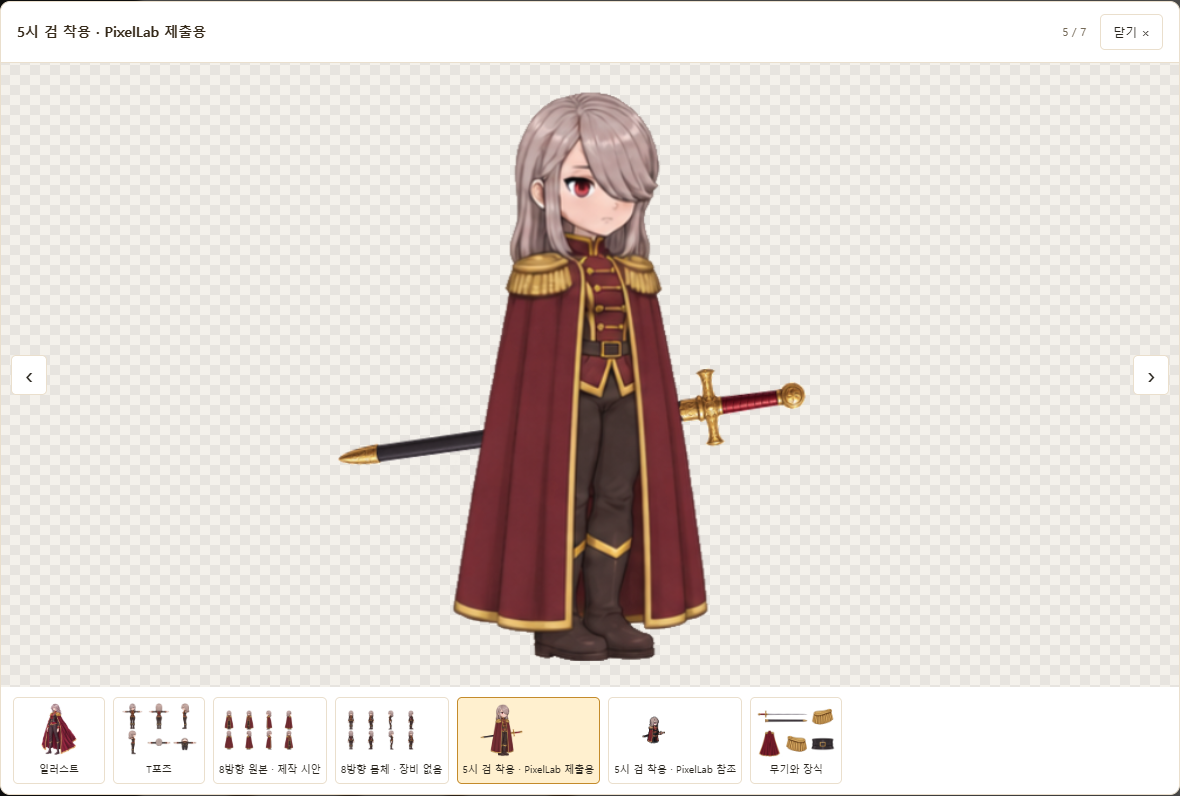 5시 검 착용 · PixelLab 제출용
5 / 7
닫기 ×
‹
›
일러스트
T포즈
8방향 원본 · 제작 시안
8방향 몸체 · 장비 없음
5시 검 착용 · PixelLab 제출용
5시 검 착용 · PixelLab 참조
무기와 장식